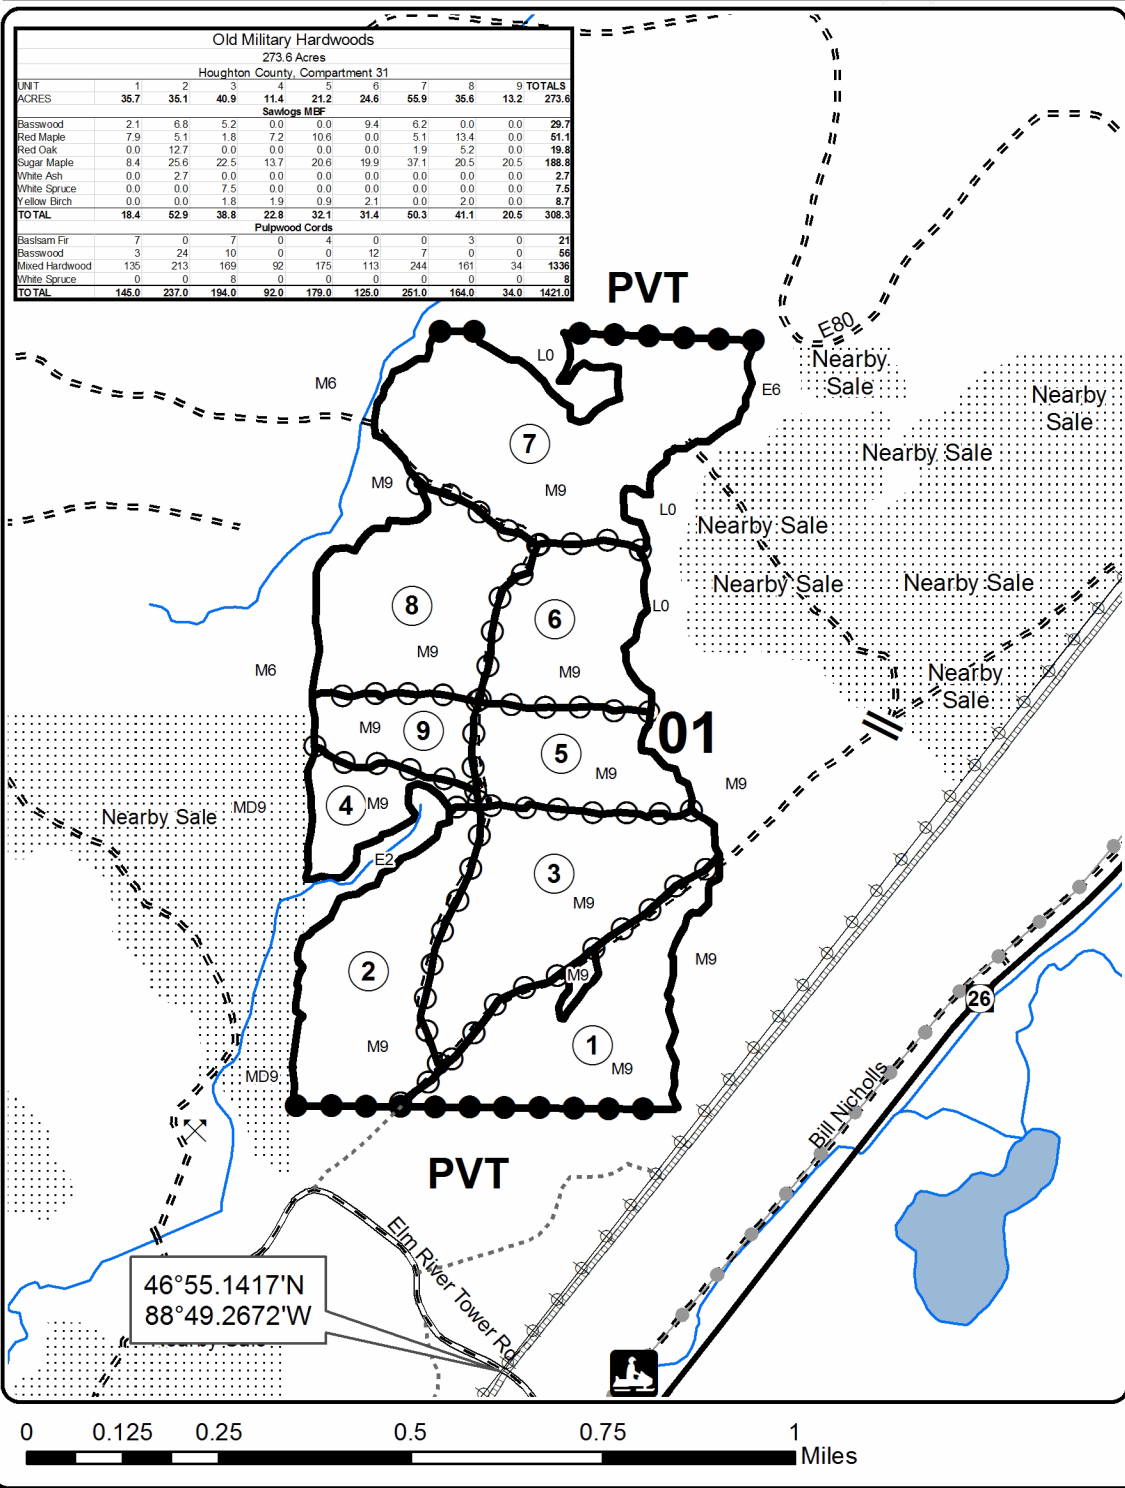 Old Military Hardwoods
273.6 Acres
Houghton County, Compartment 31
UNIT 1 2 3 4 5 6 7 8 9 TOTALS
ACRES 35.7 35.1 40.9 11.4 21.2 24.6 55.9 35.6 13.2 273.6
Sawlogs MBF
Basswood 2.1 6.8 5.2 0.0 0.0 9.4 6.2 0.0 0.0 29.7
Red Maple 7.9 5.1 1.8 7.2 10.6 0.0 5.1 13.4 0.0 51.1
Red Oak 0.0 12.7 0.0 0.0 0.0 0.0 1.9 5.2 0.0 19.8
Sugar Maple 8.4 25.6 22.5 13.7 20.6 19.9 37.1 20.5 20.5 188.8
White Ash 0.0 2.7 0.0 0.0 0.0 0.0 0.0 0.0 0.0 2.7
White Spruce 0.0 0.0 7.5 0.0 0.0 0.0 0.0 0.0 0.0 7.5
Yellow Birch 0.0 0.0 1.8 1.9 0.9 2.1 0.0 2.0 0.0 8.7
TOTAL 18.4 52.9 38.8 22.8 32.1 31.4 50.3 41.1 20.5 308.3
Pulpwood Cords
Baslsam Fir 7 0 7 0 4 0 0 3 0 21
Basswood 3 24 10 0 0 12 7 0 0 56
Mixed Hardwood 135 213 169 92 175 113 244 161 34 1336
White Spruce 0 0 8 0 0 0 0 0 0 8
TOTAL 145.0 237.0 194.0 92.0 179.0 125.0 251.0 164.0 34.0 1421.0
PVT
E80
L0
Nearby
Sale
M6
E6
Nearby
Sale
7
Nearby Sale
M9
M9
L0
Nearby Sale
Nearby Sale
Nearby Sale
8
6
L0
M9
M6
M9
Nearby
Sale
M9
9
01
5
M9
M9
MD9
4
M9
Nearby Sale
E2
3
M9
M9
2
M9
26
M9
1
M9
MD9
Bill Nicholls
PVT
Elm River Tower Rd
46°55.1417'N
88°49.2672'W
Nearby Sale
0 0.125 0.25 0.5 0.75 1
Miles